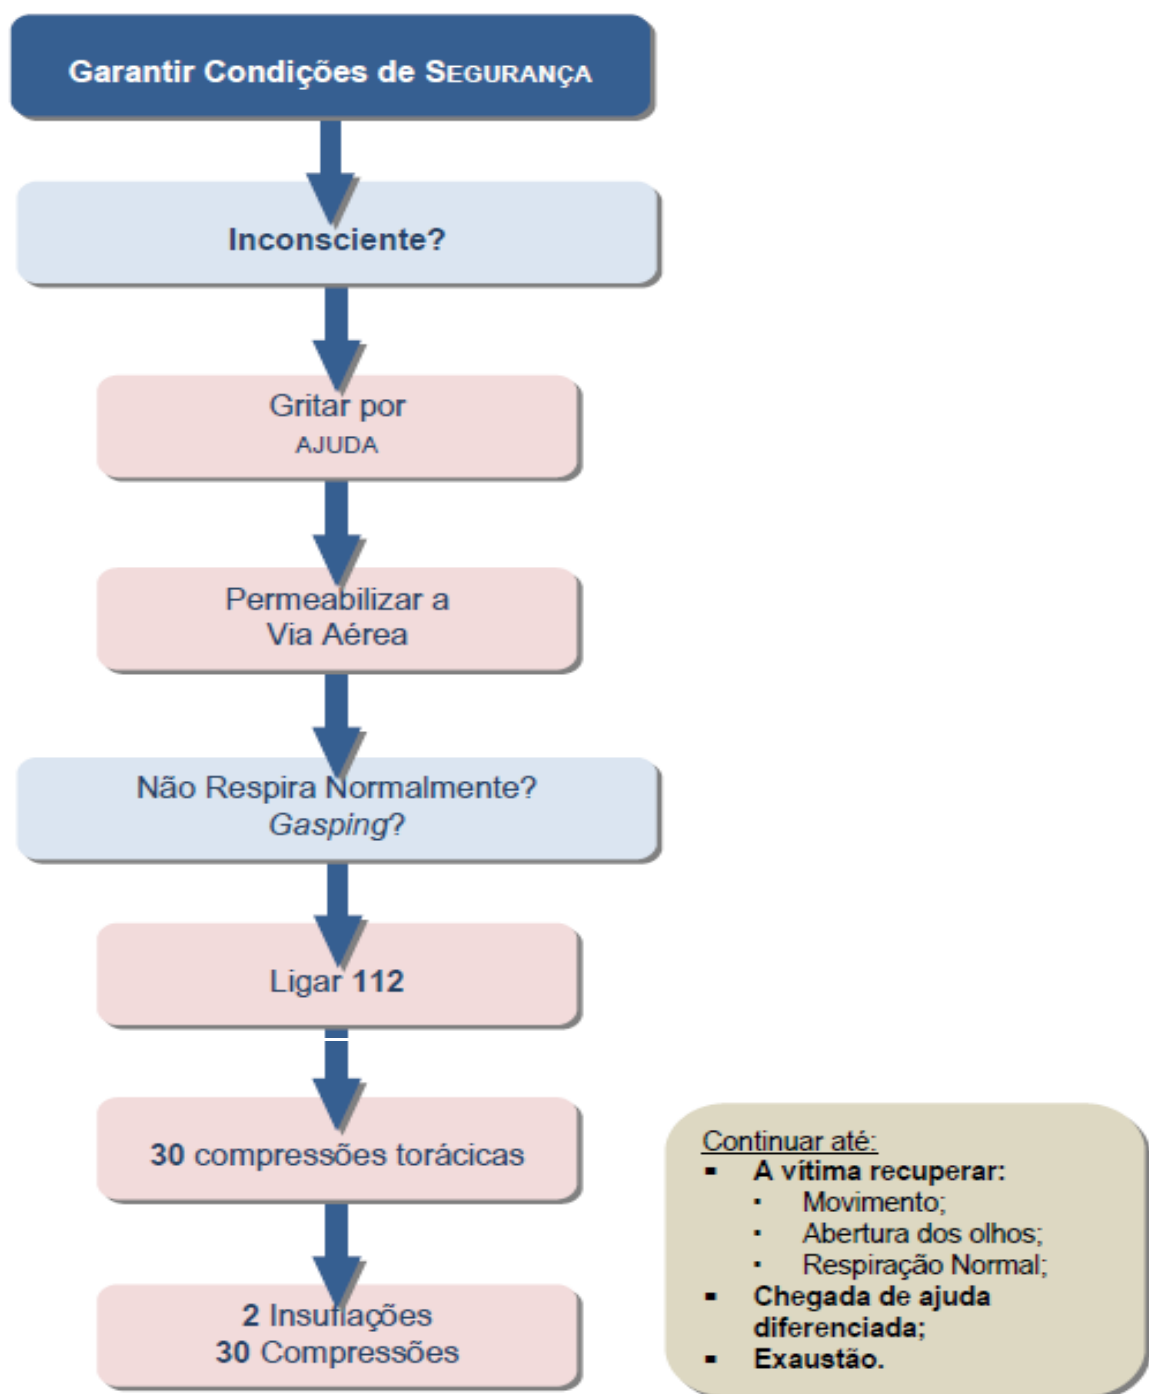 Garantir Condições de SEGURANÇA
Inconsciente?
Gritar por
AJUDA
Permeabilizar a
Via Aérea
Não Respira Normalmente?
Gasping?
Ligar 112
30 compressões torácicas
2 Insuflações
30 Compressões
Continuar até:
▪ A vítima recuperar:
▪ Movimento;
▪ Abertura dos olhos;
▪ Respiração Normal;
▪ Chegada de ajuda
diferenciada;
▪ Exaustão.